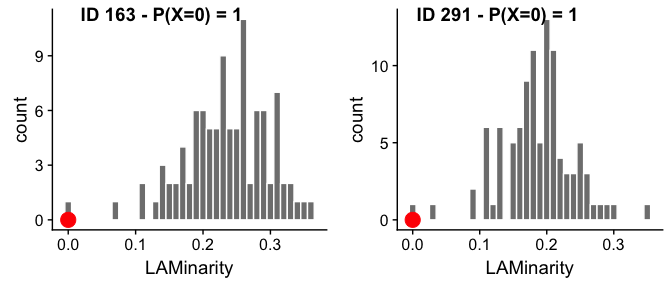 ID 163 - P(X=0) = 1
count
9
6
3
0
0.0 0.1 0.2 0.3
LAMinarity
ID 291 - P(X=0) = 1
count
10
5
0
0.0 0.1 0.2 0.3
LAMinarity